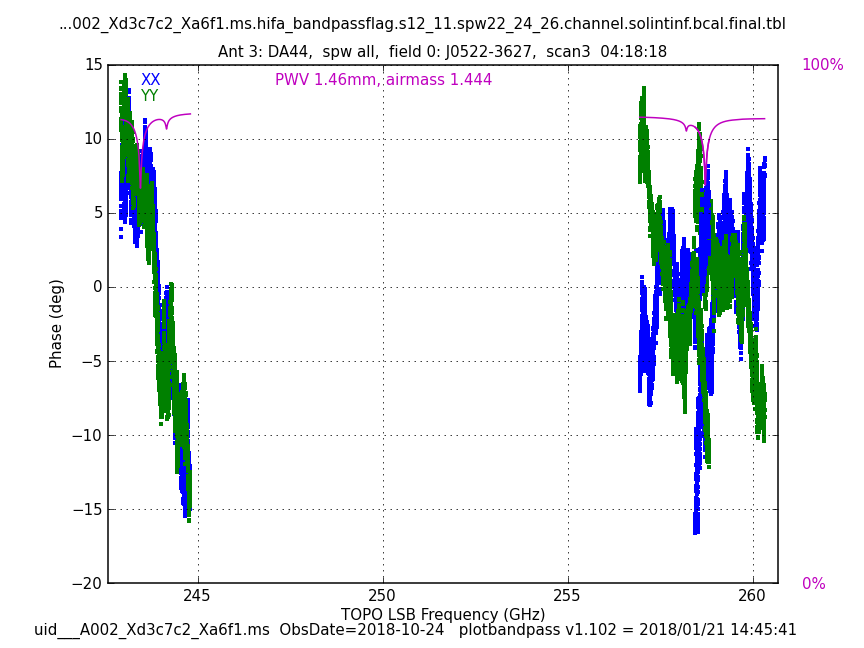 ...002_Xd3c7c2_Xa6f1.ms.hifa_bandpassflag.s12_11.spw22_24_26.channel.solintinf.bcal.final.tbl
Ant 3: DA44,  spw all,  field 0: J0522-3627,  scan3  04:18:18
15 XX PWV 1.46mm, airmass 1.444 100%
YY
10
5
0
Phase (deg)
−5
−10
−15
−20 0%
245 250 255 260
TOPO LSB Frequency (GHz)
uid___A002_Xd3c7c2_Xa6f1.ms  ObsDate=2018-10-24   plotbandpass v1.102 = 2018/01/21 14:45:41